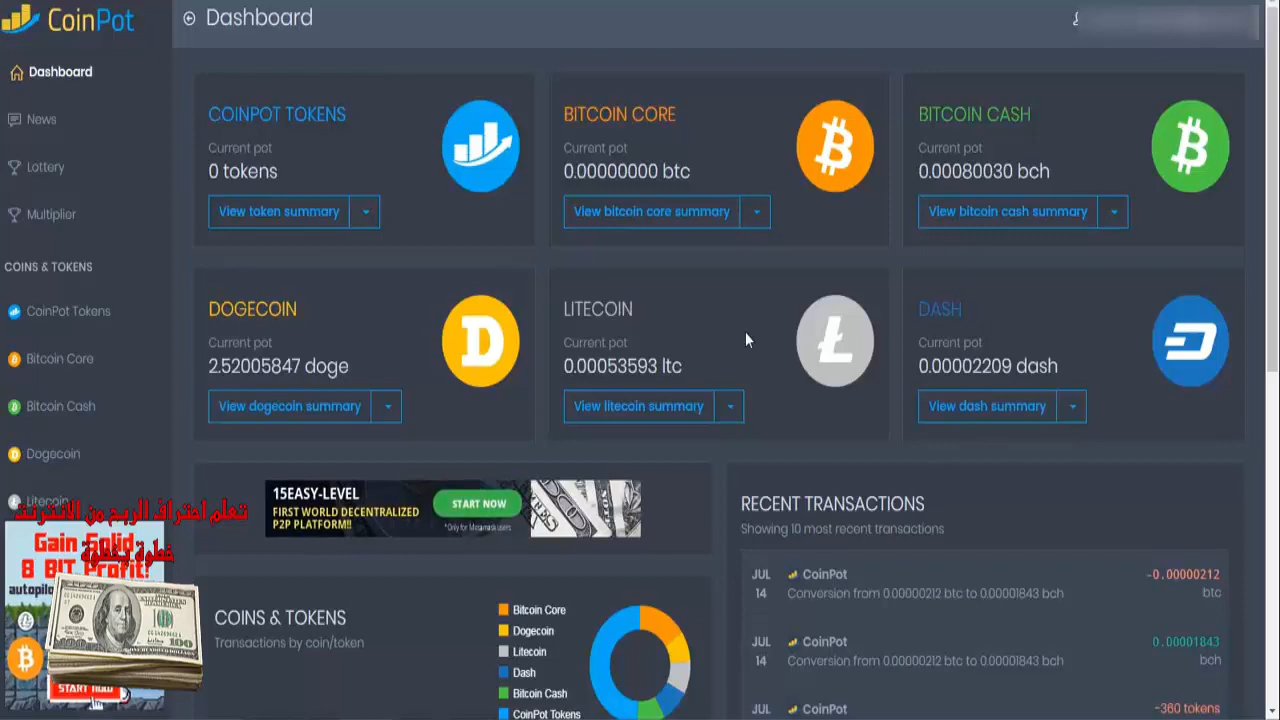 CoinPot
Dashboard
Dashboard
News
Lottery
Multiplier
COINS & TOKENS
CoinPot Tokens
Bitcoin Core
Bitcoin Cash
Dogecoin
Litecoin
COINPOT TOKENS
Current pot
0 tokens
View token summary
BITCOIN CORE
Current pot
0.00000000 btc
View bitcoin core summary
BITCOIN CASH
Current pot
0.00080030 bch
View bitcoin cash summary
DOGECOIN
Current pot
2.52005847 doge
View dogecoin summary
LITECOIN
Current pot
0.00053593 ltc
View litecoin summary
DASH
Current pot
0.00002209 dash
View dash summary
تعلم احتراف الربح من الانترنت
خطوة بخطوة
Gain Solid
8 BIT Profit!
START NOW
15EASY-LEVEL
FIRST WORLD DECENTRALIZED
P2P PLATFORM!!
START NOW
*Only for Metamask users
COINS & TOKENS
Transactions by coin/token
Bitcoin Core
Dogecoin
Litecoin
Dash
Bitcoin Cash
CoinPot Tokens
RECENT TRANSACTIONS
Showing 10 most recent transactions
JUL 14 CoinPot -0.00000212 btc
Conversion from 0.00000212 btc to 0.00001843 bch
JUL 14 CoinPot 0.00001843 bch
Conversion from 0.00000212 btc to 0.00001843 bch
JUL CoinPot -360 tokens